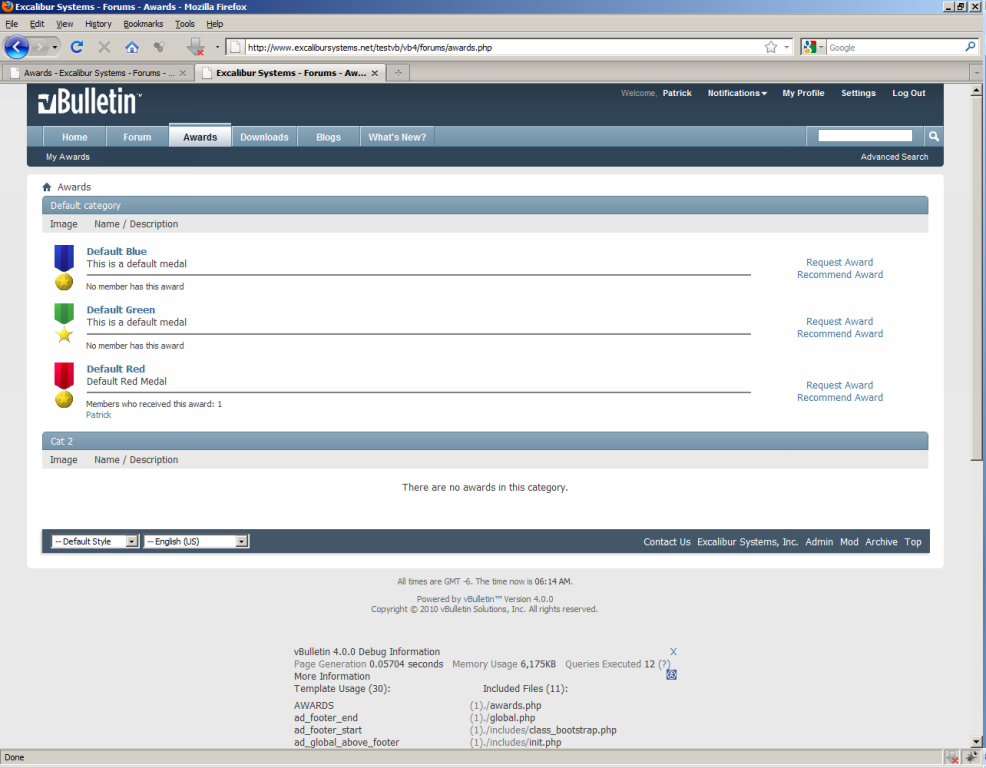 Excalibur Systems - Forums - Awards - Mozilla Firefox
File Edit View History Bookmarks Tools Help
http://www.excalibursystems.net/testvb/vb4/forums/awards.php
Google
Awards - Excalibur Systems - Forums - ...
Excalibur Systems - Forums - Aw...
vBulletin™
Welcome, Patrick Notifications My Profile Settings Log Out
Home Forum Awards Downloads Blogs What's New?
My Awards Advanced Search
Awards
Default category
Image Name / Description
Default Blue
This is a default medal
Request Award
Recommend Award
No member has this award
Default Green
This is a default medal
Request Award
Recommend Award
No member has this award
Default Red
Default Red Medal
Request Award
Recommend Award
Members who received this award: 1
Patrick
Cat 2
Image Name / Description
There are no awards in this category.
-- Default Style -- English (US) Contact Us Excalibur Systems, Inc. Admin Mod Archive Top
All times are GMT -6. The time now is 06:14 AM.
Powered by vBulletin™ Version 4.0.0
Copyright © 2010 vBulletin Solutions, Inc. All rights reserved.
vBulletin 4.0.0 Debug Information X
Page Generation 0.05704 seconds Memory Usage 6,175KB Queries Executed 12 (?)
More Information
Template Usage (30): Included Files (11):
AWARDS (1)./awards.php
ad_footer_end (1)./global.php
ad_footer_start (1)./includes/class_bootstrap.php
ad_global_above_footer (1)./includes/init.php
Done